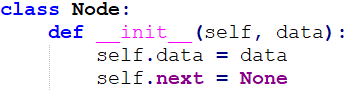 class Node:
    def __init__(self, data):
        self.data = data
        self.next = None